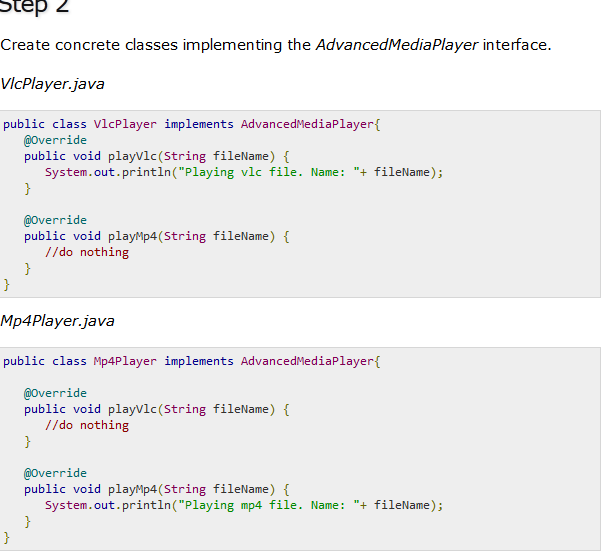 Step 2
Create concrete classes implementing the AdvancedMediaPlayer interface.
VlcPlayer.java
public class VlcPlayer implements AdvancedMediaPlayer{
   @Override
   public void playVlc(String fileName) {
      System.out.println("Playing vlc file. Name: "+ fileName);
   }

   @Override
   public void playMp4(String fileName) {
      //do nothing
   }
}
Mp4Player.java
public class Mp4Player implements AdvancedMediaPlayer{

   @Override
   public void playVlc(String fileName) {
      //do nothing
   }

   @Override
   public void playMp4(String fileName) {
      System.out.println("Playing mp4 file. Name: "+ fileName);
   }
}